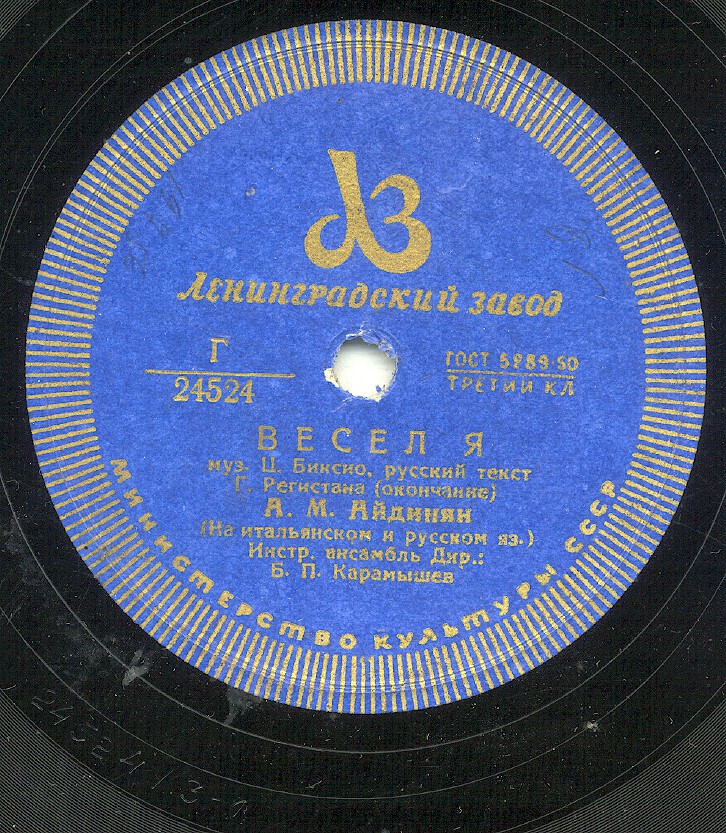 ЛЗ
Ленинградский завод
Г
24524
ГОСТ 5289-50
ТРЕТИЙ КЛ
ВЕСЕЛ Я
муз. Ц. Биксио, русский текст
Г. Регистана (окончание)
А. М. Айдинян
(На итальянском и русском яз.)
Инстр. ансамбль Дир.:
Б. П. Карамышев
МИНИСТЕРСТВО КУЛЬТУРЫ СССР